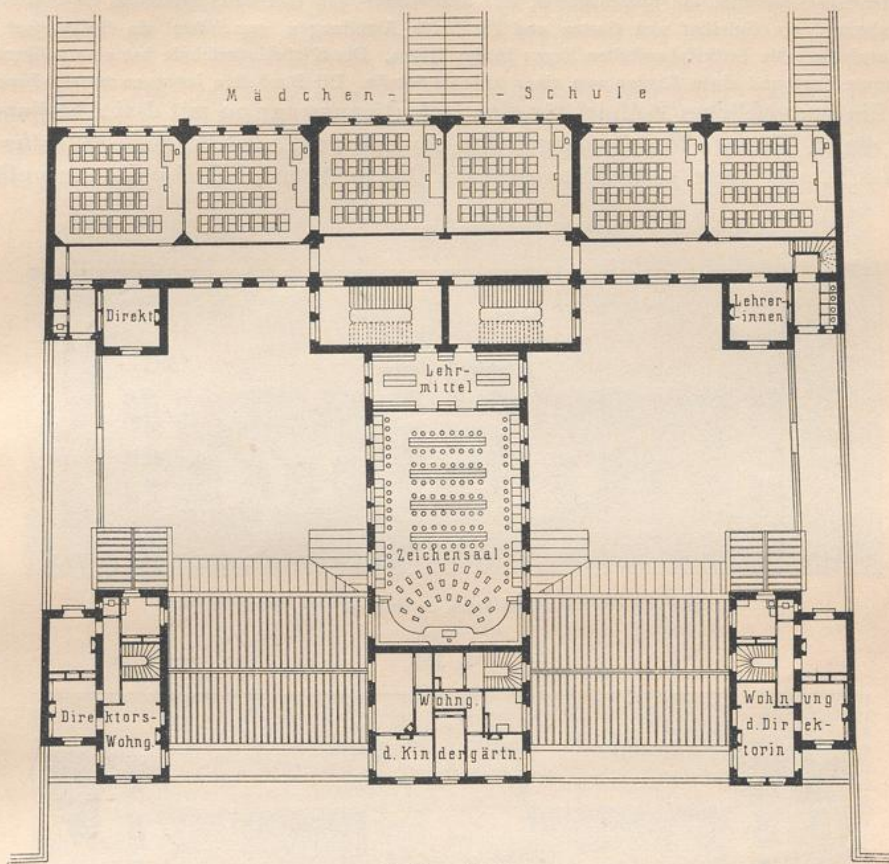 Mädchen- -Schule
Direkt.
Lehrer-
-innen
Lehr-
mittel
Zeichensaal
Direktors-
Wohng.
Wohng.
d. Kindergärtn.
Wohnung
d. Direk-
torin